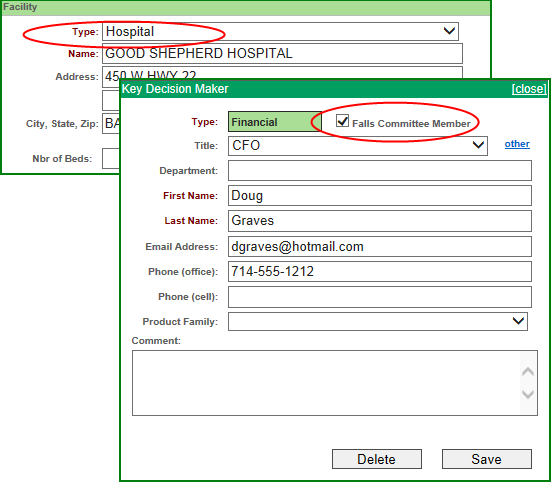 Facility
Type: Hospital
Name: GOOD SHEPHERD HOSPITAL
Address: 450 W HWY 22
City, State, Zip: BA
Nbr of Beds:
Key Decision Maker [close]
Type: Financial Falls Committee Member
Title: CFO other
Department:
First Name: Doug
Last Name: Graves
Email Address: dgraves@hotmail.com
Phone (office): 714-555-1212
Phone (cell):
Product Family:
Comment:
Delete Save